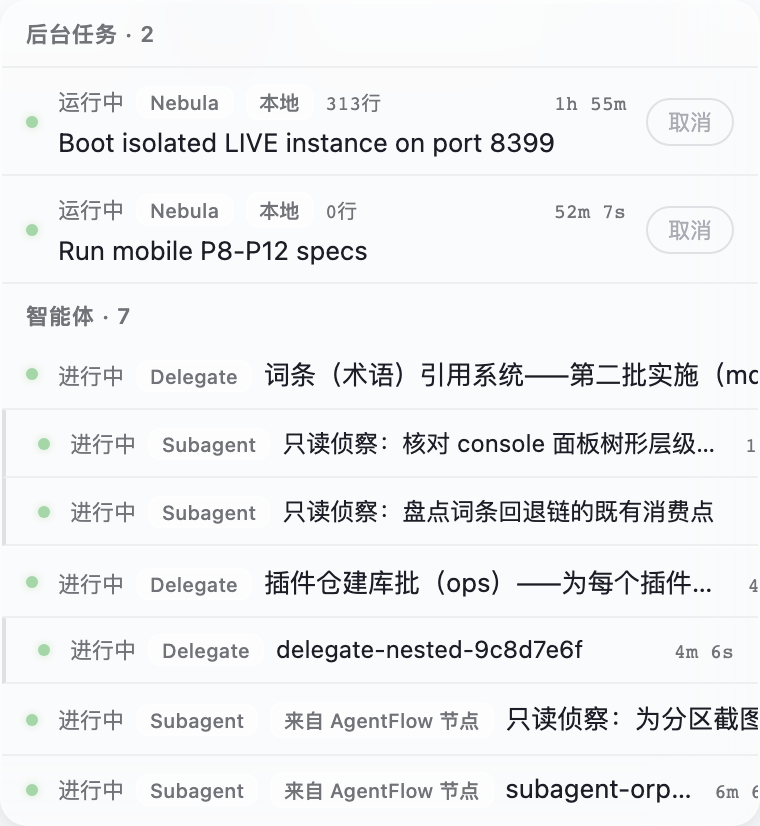 后台任务 · 2
运行中 Nebula 本地 313行 1h 55m
Boot isolated LIVE instance on port 8399 取消
运行中 Nebula 本地 0行 52m 7s
Run mobile P8-P12 specs 取消
智能体 · 7
进行中 Delegate 词条（术语）引用系统——第二批实施（mo
进行中 Subagent 只读侦察：核对 console 面板树形层级... 1
进行中 Subagent 只读侦察：盘点词条回退链的既有消费点
进行中 Delegate 插件仓建库批（ops）——为每个插件... 4
进行中 Delegate delegate-nested-9c8d7e6f 4m 6s
进行中 Subagent 来自 AgentFlow 节点 只读侦察：为分区截图
进行中 Subagent 来自 AgentFlow 节点 subagent-orp... 6m 6